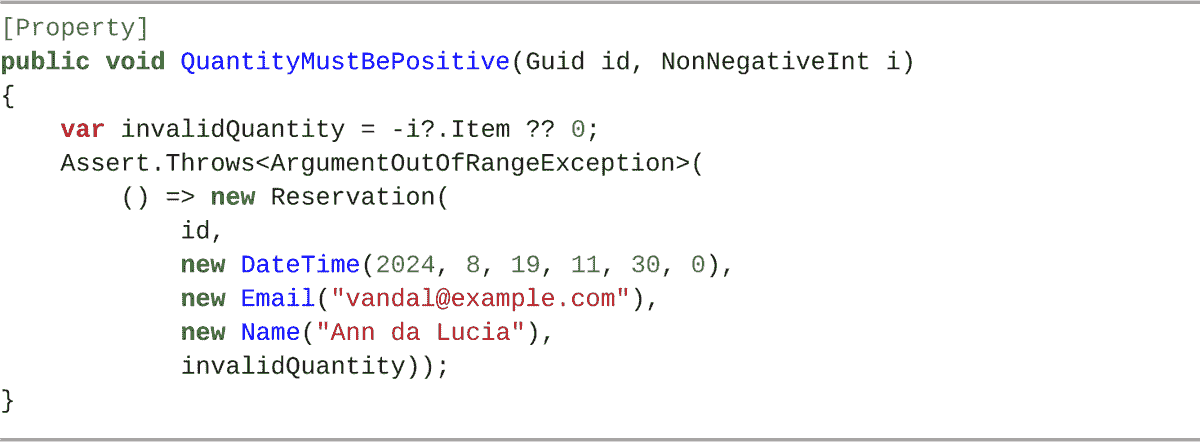 [Property]
public void QuantityMustBePositive(Guid id, NonNegativeInt i)
{
    var invalidQuantity = -i?.Item ?? 0;
    Assert.Throws<ArgumentOutOfRangeException>(
        () => new Reservation(
            id,
            new DateTime(2024, 8, 19, 11, 30, 0),
            new Email("vandal@example.com"),
            new Name("Ann da Lucia"),
            invalidQuantity));
}